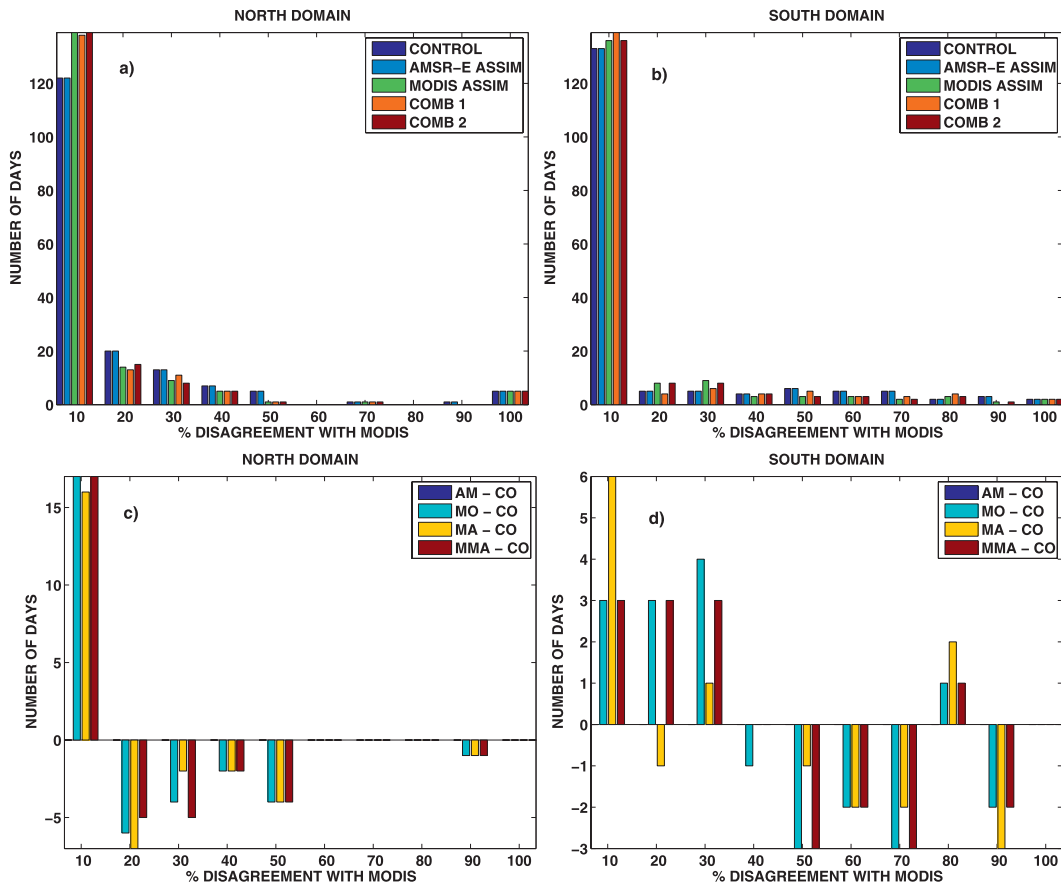 NORTH DOMAIN
a)
CONTROL
AMSR-E ASSIM
MODIS ASSIM
COMB 1
COMB 2
NUMBER OF DAYS
120
100
80
60
40
20
0
10 20 30 40 50 60 70 80 90 100
% DISAGREEMENT WITH MODIS
SOUTH DOMAIN
b)
CONTROL
AMSR-E ASSIM
MODIS ASSIM
COMB 1
COMB 2
NUMBER OF DAYS
120
100
80
60
40
20
0
10 20 30 40 50 60 70 80 90 100
% DISAGREEMENT WITH MODIS
NORTH DOMAIN
c)
AM - CO
MO - CO
MA - CO
MMA - CO
NUMBER OF DAYS
15
10
5
0
-5
10 20 30 40 50 60 70 80 90 100
% DISAGREEMENT WITH MODIS
SOUTH DOMAIN
d)
AM - CO
MO - CO
MA - CO
MMA - CO
NUMBER OF DAYS
6
5
4
3
2
1
0
-1
-2
-3
10 20 30 40 50 60 70 80 90 100
% DISAGREEMENT WITH MODIS